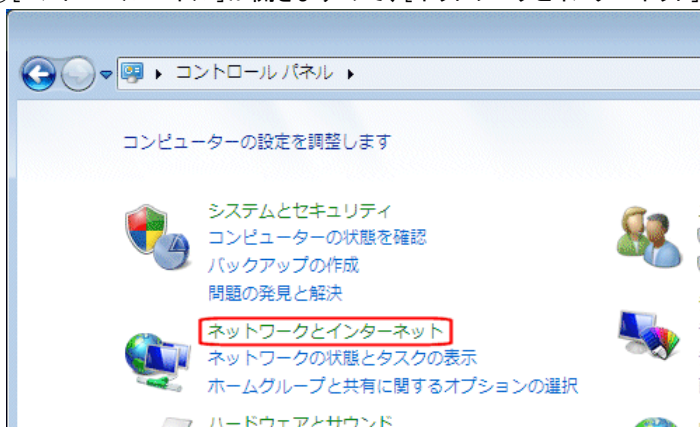 コントロール パネル
コンピューターの設定を調整します
システムとセキュリティ
コンピューターの状態を確認
バックアップの作成
問題の発見と解決
ネットワークとインターネット
ネットワークの状態とタスクの表示
ホームグループと共有に関するオプションの選択
ハードウェアとサウンド